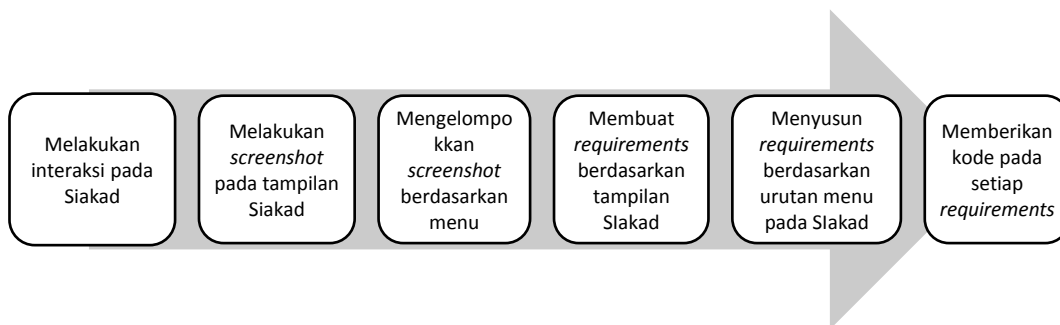 Melakukan
interaksi pada
Siakad
Melakukan
screenshot
pada tampilan
Siakad
Mengelompo
kkan
screenshot
berdasarkan
menu
Membuat
requirements
berdasarkan
tampilan
SIakad
Menyusun
requirements
berdasarkan
urutan menu
pada SIakad
Memberikan
kode pada
setiap
requirements